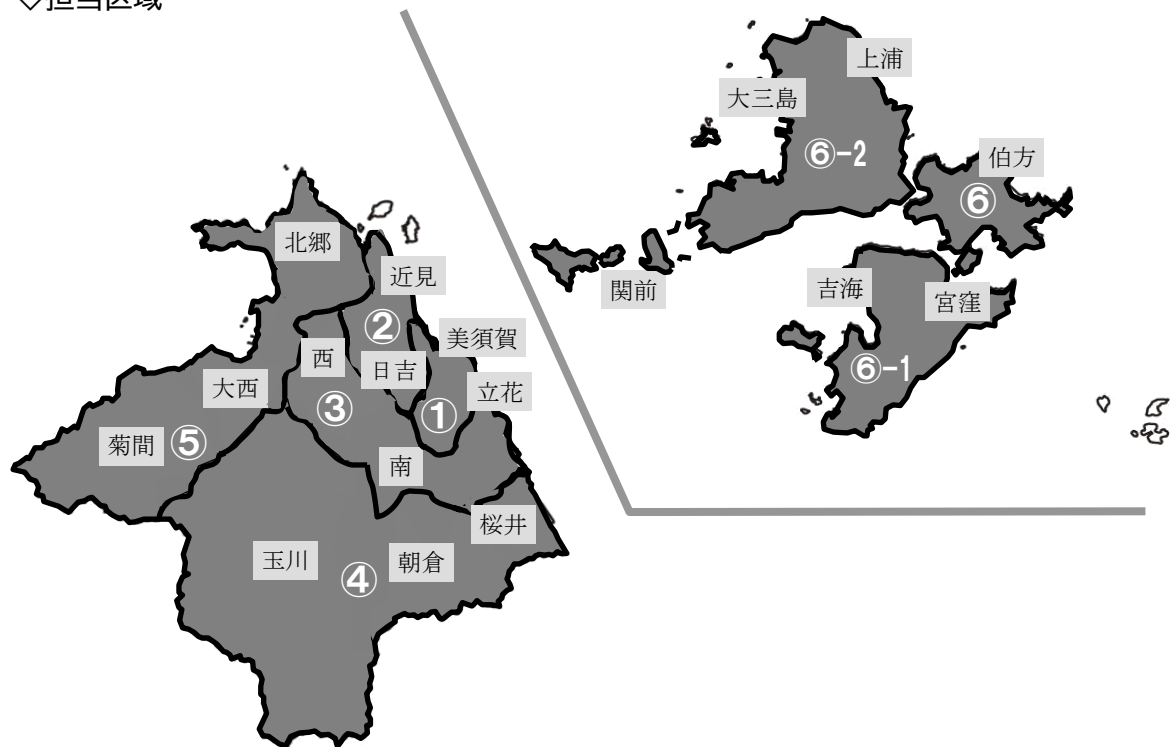 ◇担当区域
上浦
大三島
⑥-2
伯方
⑥
関前
吉海
宮窪
⑥-1
北郷
近見
②
美須賀
西
日吉
大西
③
①
立花
菊間
⑤
南
桜井
玉川
④
朝倉